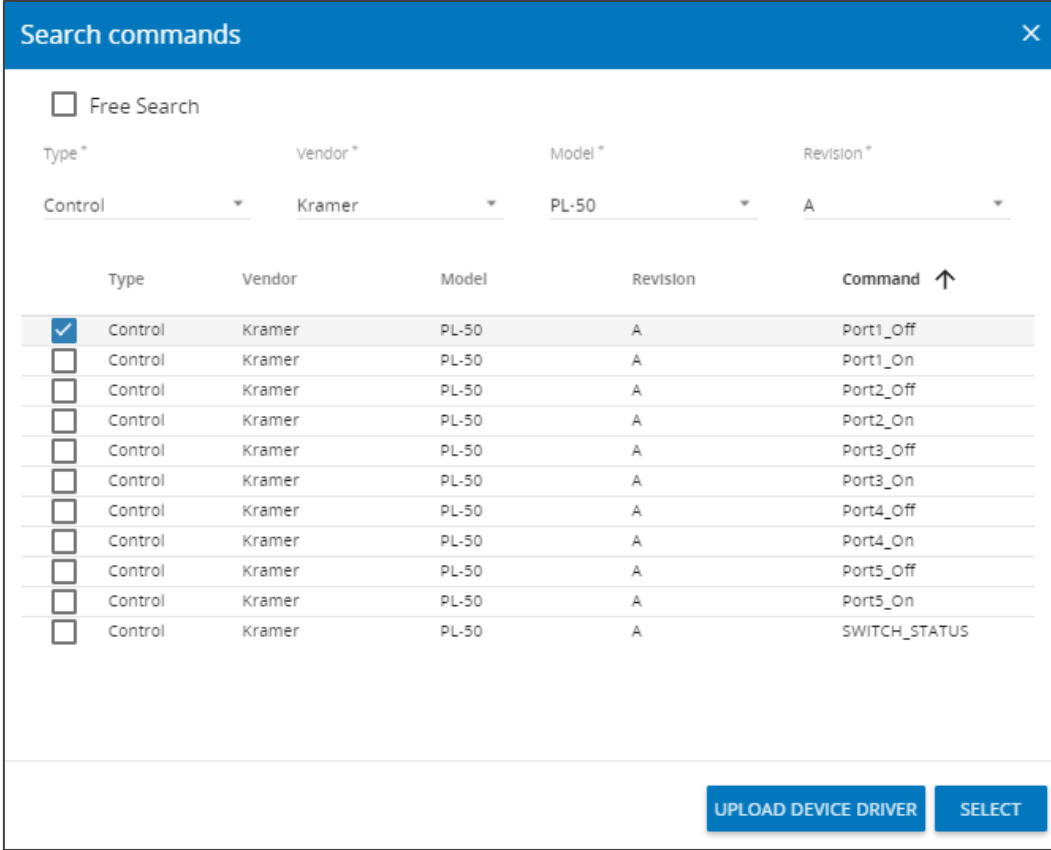 Search commands
Free Search
Type * Vendor * Model * Revision *
Control Kramer PL-50 A
Type Vendor Model Revision Command
Control Kramer PL-50 A Port1_Off
Control Kramer PL-50 A Port1_On
Control Kramer PL-50 A Port2_Off
Control Kramer PL-50 A Port2_On
Control Kramer PL-50 A Port3_Off
Control Kramer PL-50 A Port3_On
Control Kramer PL-50 A Port4_Off
Control Kramer PL-50 A Port4_On
Control Kramer PL-50 A Port5_Off
Control Kramer PL-50 A Port5_On
Control Kramer PL-50 A SWITCH_STATUS
UPLOAD DEVICE DRIVER SELECT